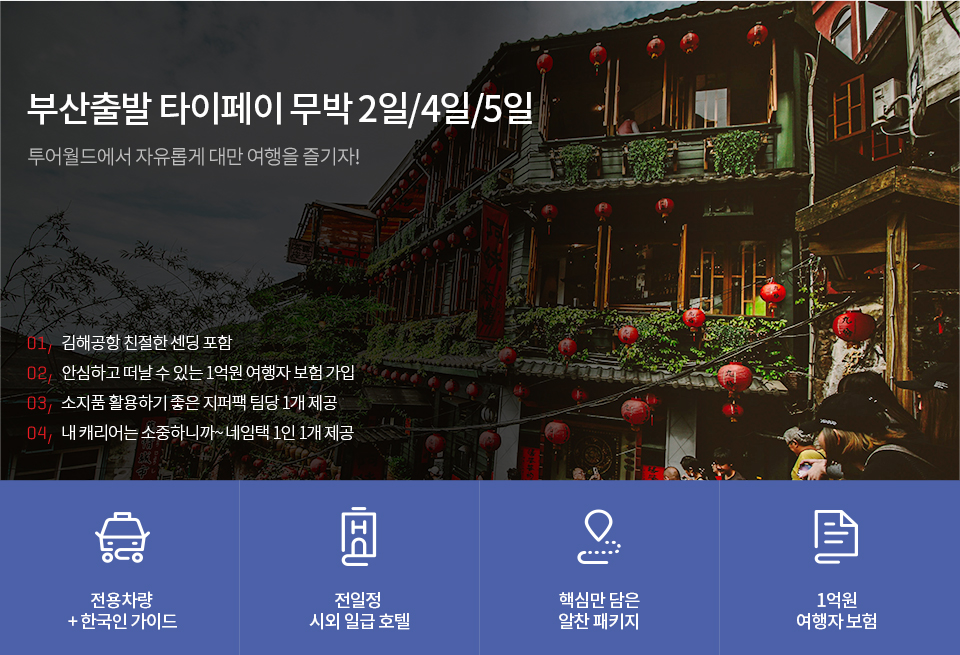 부산출발 타이페이 무박 2일/4일/5일
투어월드에서 자유롭게 대만 여행을 즐기자!
01, 김해공항 친절한 센딩 포함
02, 안심하고 떠날 수 있는 1억원 여행자 보험 가입
03, 소지품 활용하기 좋은 지퍼팩 팀당 1개 제공
04, 내 캐리어는 소중하니까~ 네임택 1인 1개 제공
H
전용차량
+ 한국인 가이드
전일정
시외 일급 호텔
핵심만 담은
알찬 패키지
1억원
여행자 보험